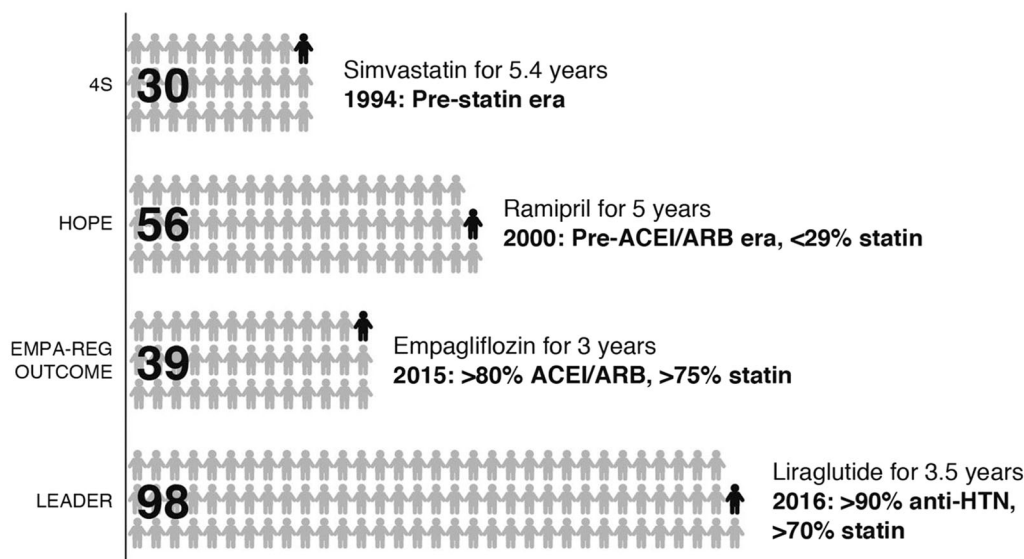 4S
30
Simvastatin for 5.4 years
1994: Pre-statin era
HOPE
56
Ramipril for 5 years
2000: Pre-ACEI/ARB era, <29% statin
EMPA-REG
OUTCOME
39
Empagliflozin for 3 years
2015: >80% ACEI/ARB, >75% statin
LEADER
98
Liraglutide for 3.5 years
2016: >90% anti-HTN,
>70% statin